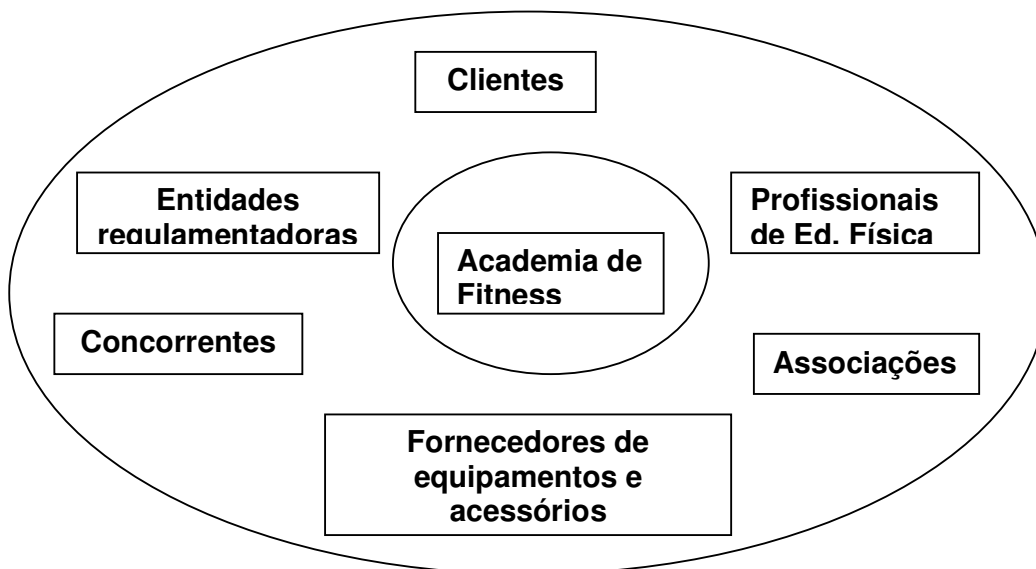 Clientes
Entidades
regulamentadoras
Profissionais
de Ed. Física
Academia de
Fitness
Concorrentes
Associações
Fornecedores de
equipamentos e
acessórios